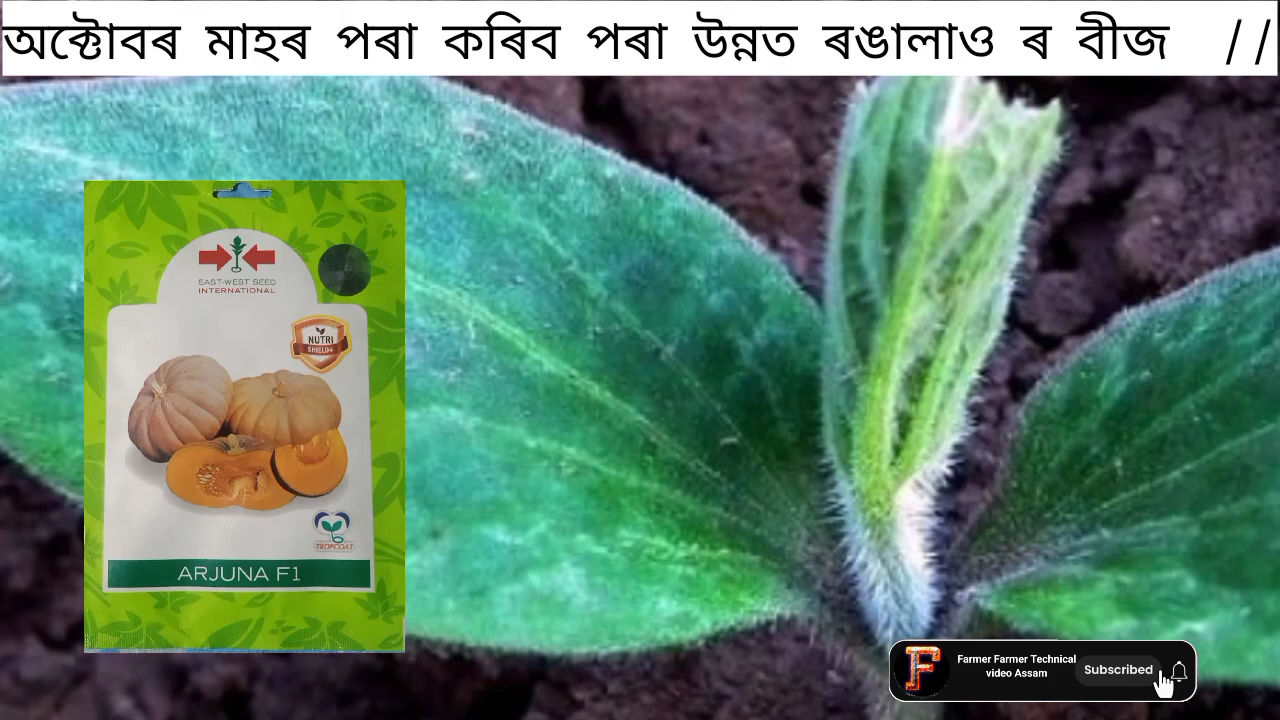 অক্টোবৰ মাহৰ পৰা কৰিব পৰা উন্নত ৰঙালাও ৰ বীজ //
EAST-WEST SEED
INTERNATIONAL
NUTRI
SHIELD4
TROPCOAT
ARJUNA F1
Farmer Farmer Technical
video Assam
Subscribed